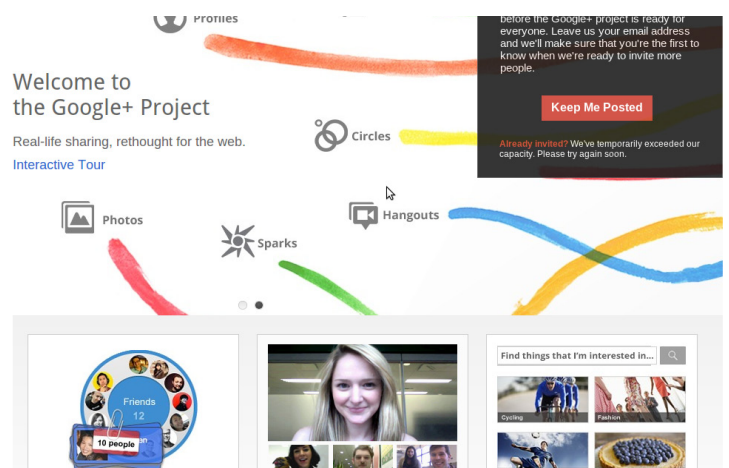 Profiles
before the Google+ project is ready for
everyone. Leave us your email address
and we'll make sure that you're the first to
know when we're ready to invite more
people.
Welcome to
the Google+ Project
Keep Me Posted
Real-life sharing, rethought for the web.
Circles
Already invited? We've temporarily exceeded our
capacity. Please try again soon.
Interactive Tour
Photos
Hangouts
Sparks
Friends
12
10 people
Find things that I'm interested in...
Cycling
Fashion